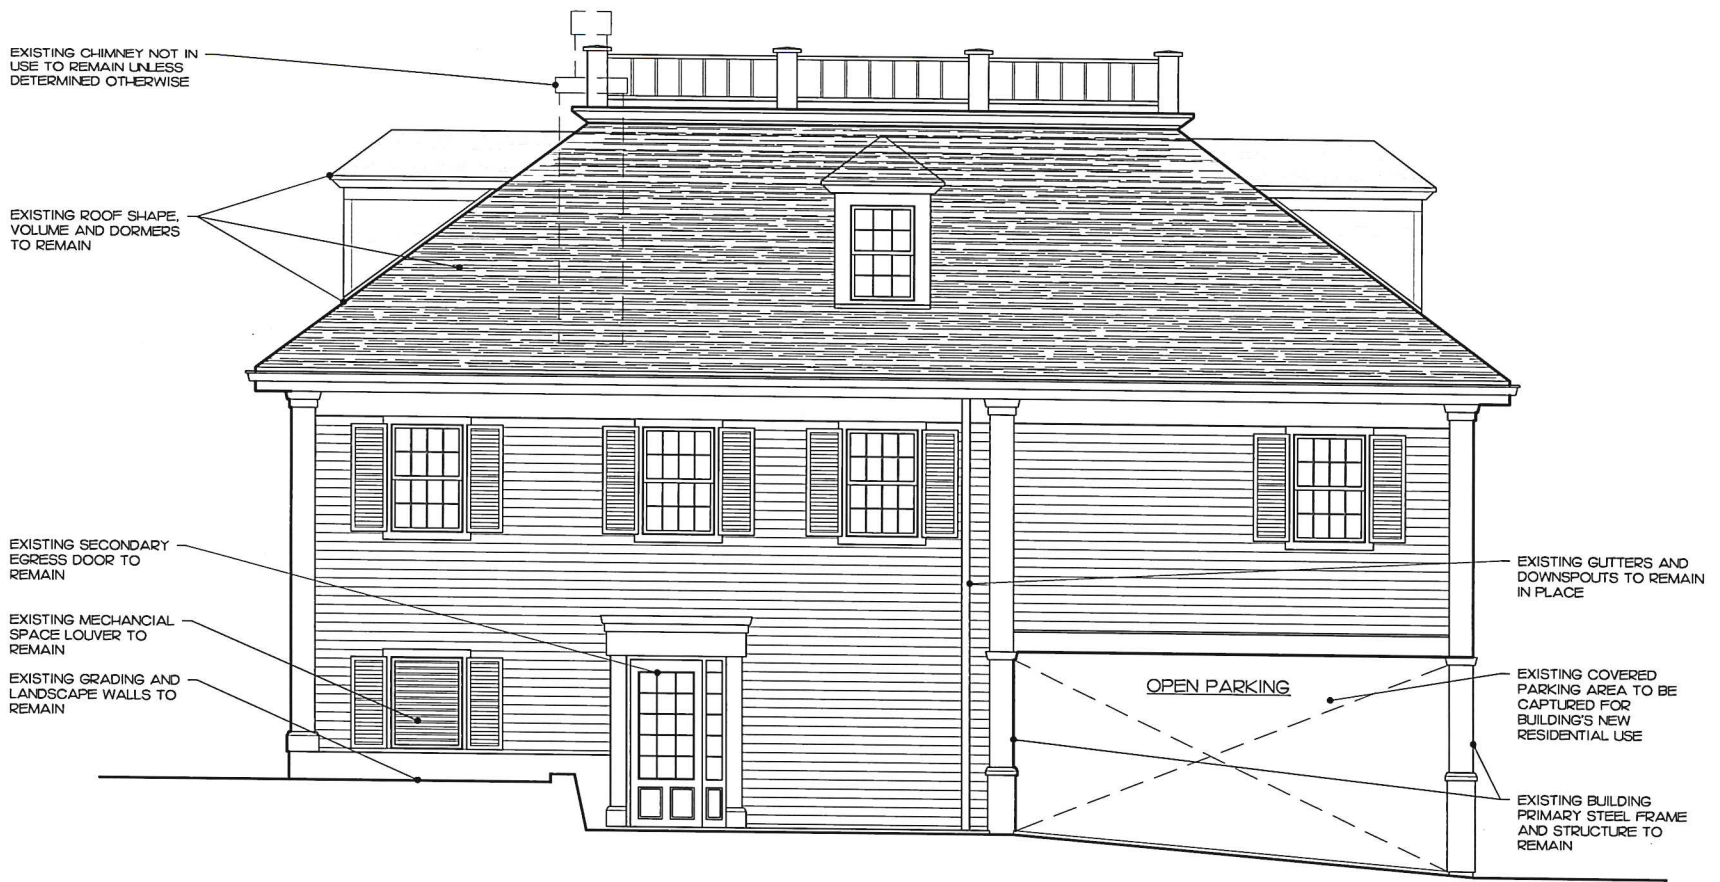 EXISTING CHIMNEY NOT IN
USE TO REMAIN UNLESS
DETERMINED OTHERWISE
EXISTING ROOF SHAPE,
VOLUME AND DORMERS
TO REMAIN
EXISTING SECONDARY
EGRESS DOOR TO
REMAIN
EXISTING MECHANCIAL
SPACE LOUVER TO
REMAIN
EXISTING GRADING AND
LANDSCAPE WALLS TO
REMAIN
OPEN PARKING
EXISTING GUTTERS AND
DOWNSPOUTS TO REMAIN
IN PLACE
EXISTING COVERED
PARKING AREA TO BE
CAPTURED FOR
BUILDING'S NEW
RESIDENTIAL USE
EXISTING BUILDING
PRIMARY STEEL FRAME
AND STRUCTURE TO
REMAIN